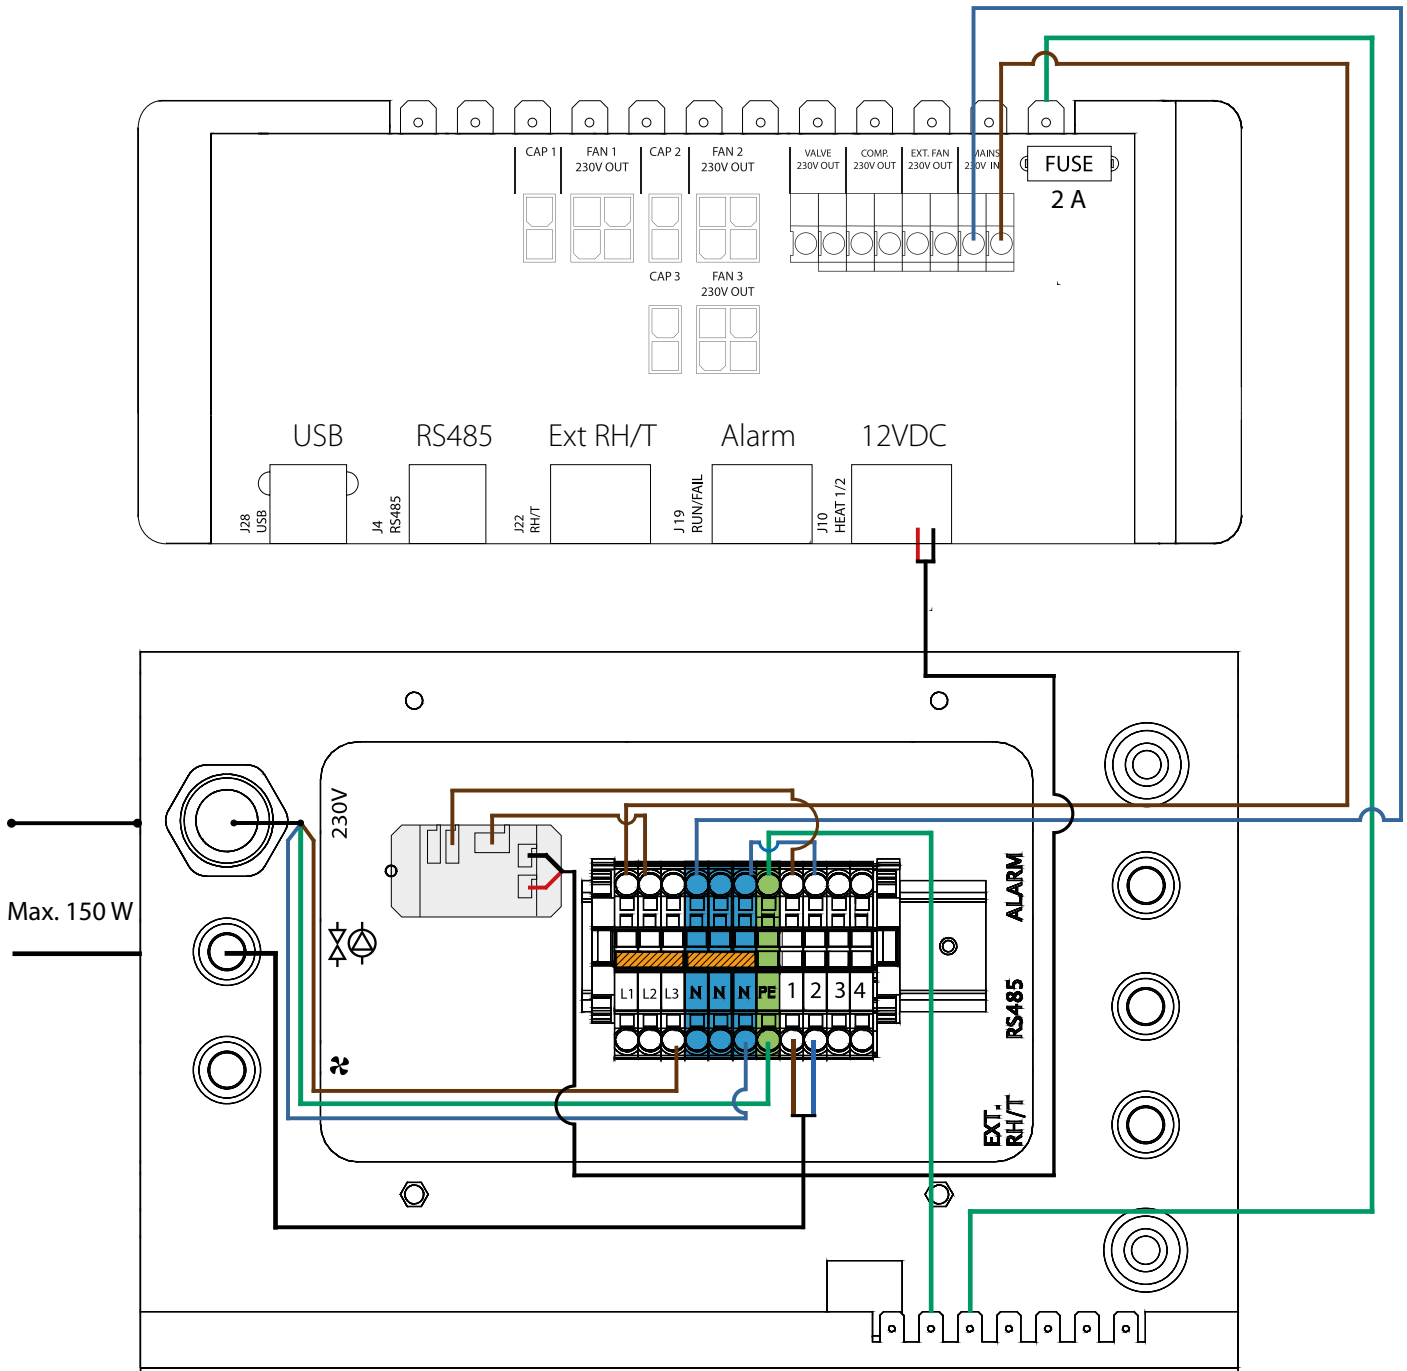 CAP 1
FAN 1
230V OUT
CAP 2
FAN 2
230V OUT
VALVE
230V OUT
COMP.
230V OUT
EXT. FAN
230V OUT
MAINS
230V IN
FUSE
2 A
CAP 3
FAN 3
230V OUT
USB
RS485
Ext RH/T
Alarm
12VDC
J28
USB
J4
RS485
J22
RH/T
J19
RUN/FAIL
J10
HEAT 1/2
230V
Max. 150 W
ALARM
RS485
EXT.
RH/T
L1 L2 L3 N N N PE 1 2 3 4